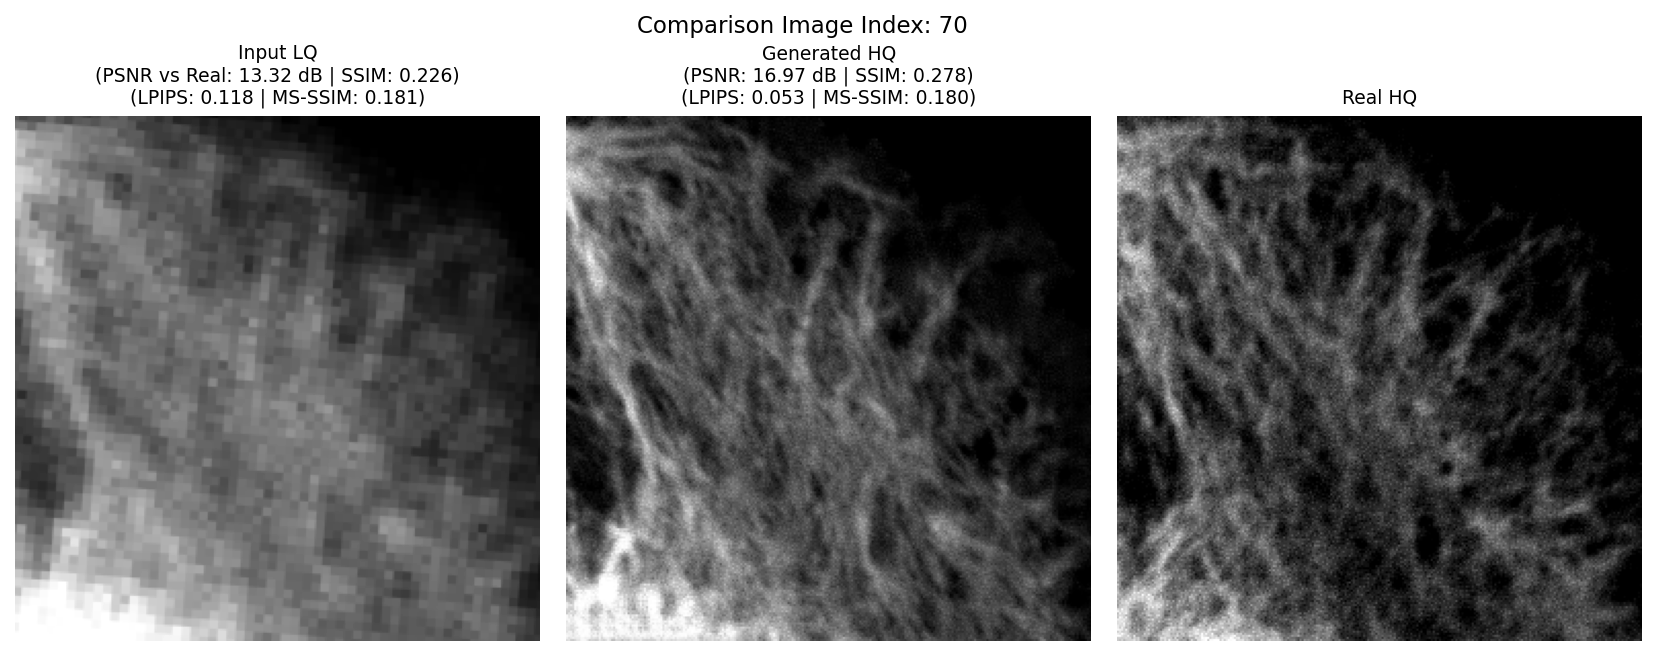 Comparison Image Index: 70
Input LQ
(PSNR vs Real: 13.32 dB | SSIM: 0.226)
(LPIPS: 0.118 | MS-SSIM: 0.181)
Generated HQ
(PSNR: 16.97 dB | SSIM: 0.278)
(LPIPS: 0.053 | MS-SSIM: 0.180)
Real HQ